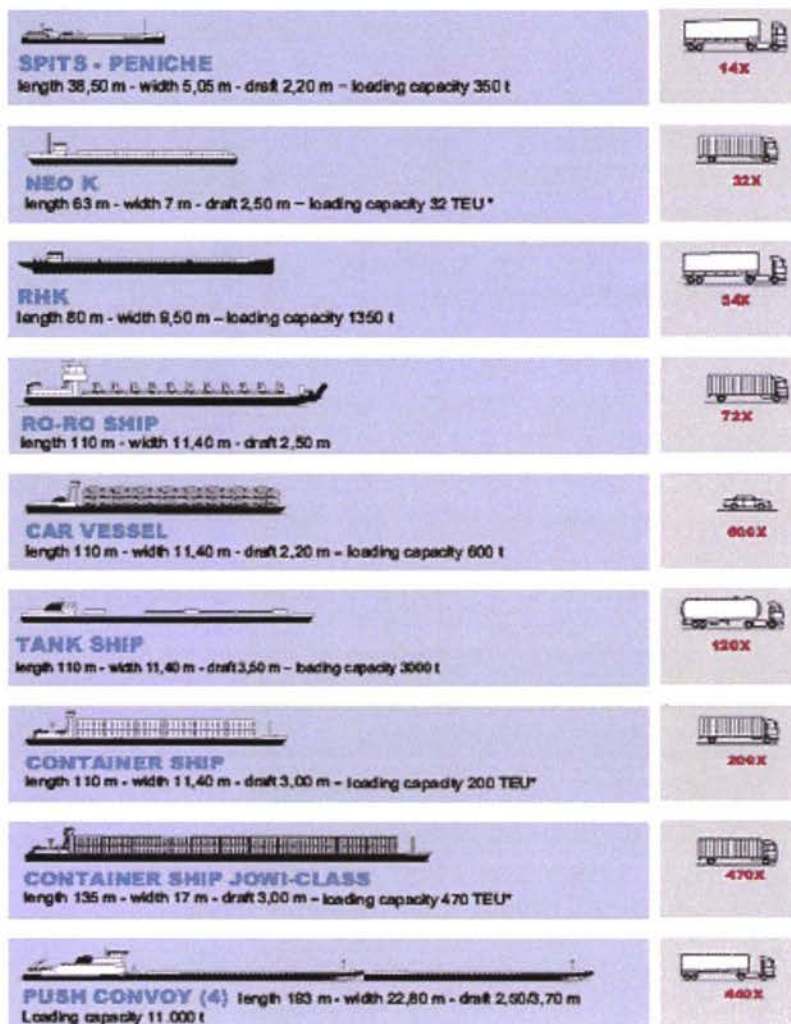 SPITS - PENICHE
length 38,50 m - width 5,05 m - draft 2,20 m – loading capacity 350 t
14X
NEO K
length 63 m - width 7 m - draft 2,50 m – loading capacity 32 TEU*
32X
RHK
length 80 m - width 9,50 m – loading capacity 1350 t
54X
RO-RO SHIP
length 110 m - width 11,40 m - draft 2,50 m
72X
CAR VESSEL
length 110 m - width 11,40 m - draft 2,20 m – loading capacity 600 t
600X
TANK SHIP
length 110 m - width 11,40 m - draft 3,50 m – loading capacity 3000 t
120X
CONTAINER SHIP
length 110 m - width 11,40 m - draft 3,00 m – loading capacity 200 TEU*
200X
CONTAINER SHIP JOWI-CLASS
length 135 m - width 17 m - draft 3,00 m – loading capacity 470 TEU*
470X
PUSH CONVOY (4) length 193 m - width 22,80 m - draft 2,50/3,70 m
Loading capacity 11.000 t
440X